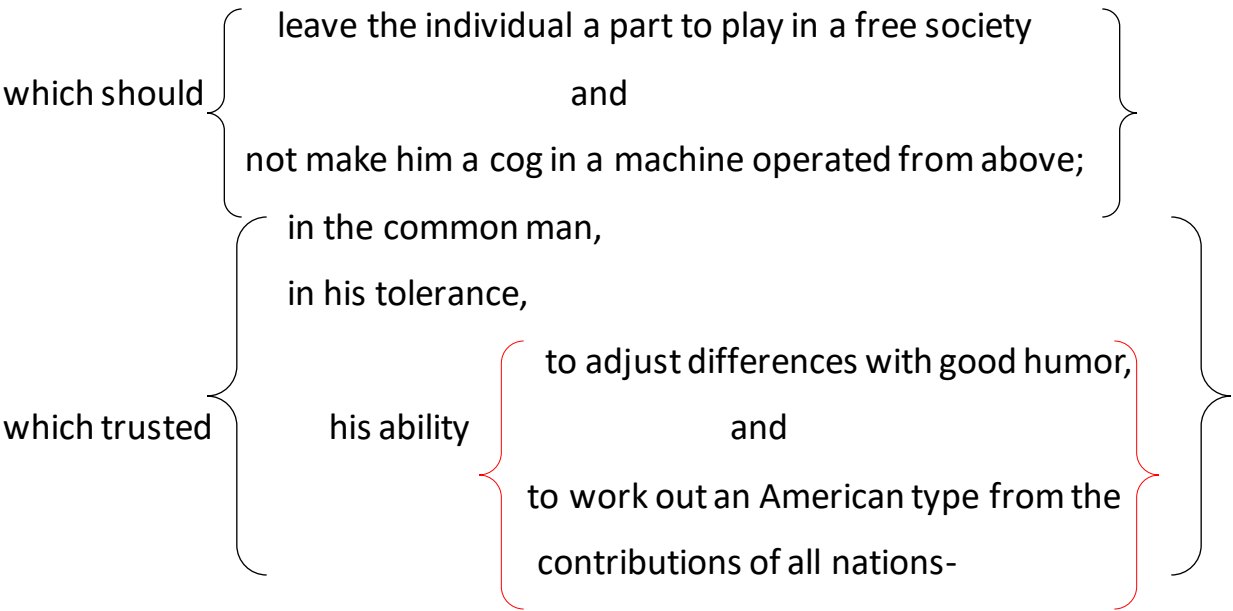 leave the individual a part to play in a free society
which should and
not make him a cog in a machine operated from above;
in the common man,
in his tolerance,
to adjust differences with good humor,
which trusted his ability and
to work out an American type from the
contributions of all nations-